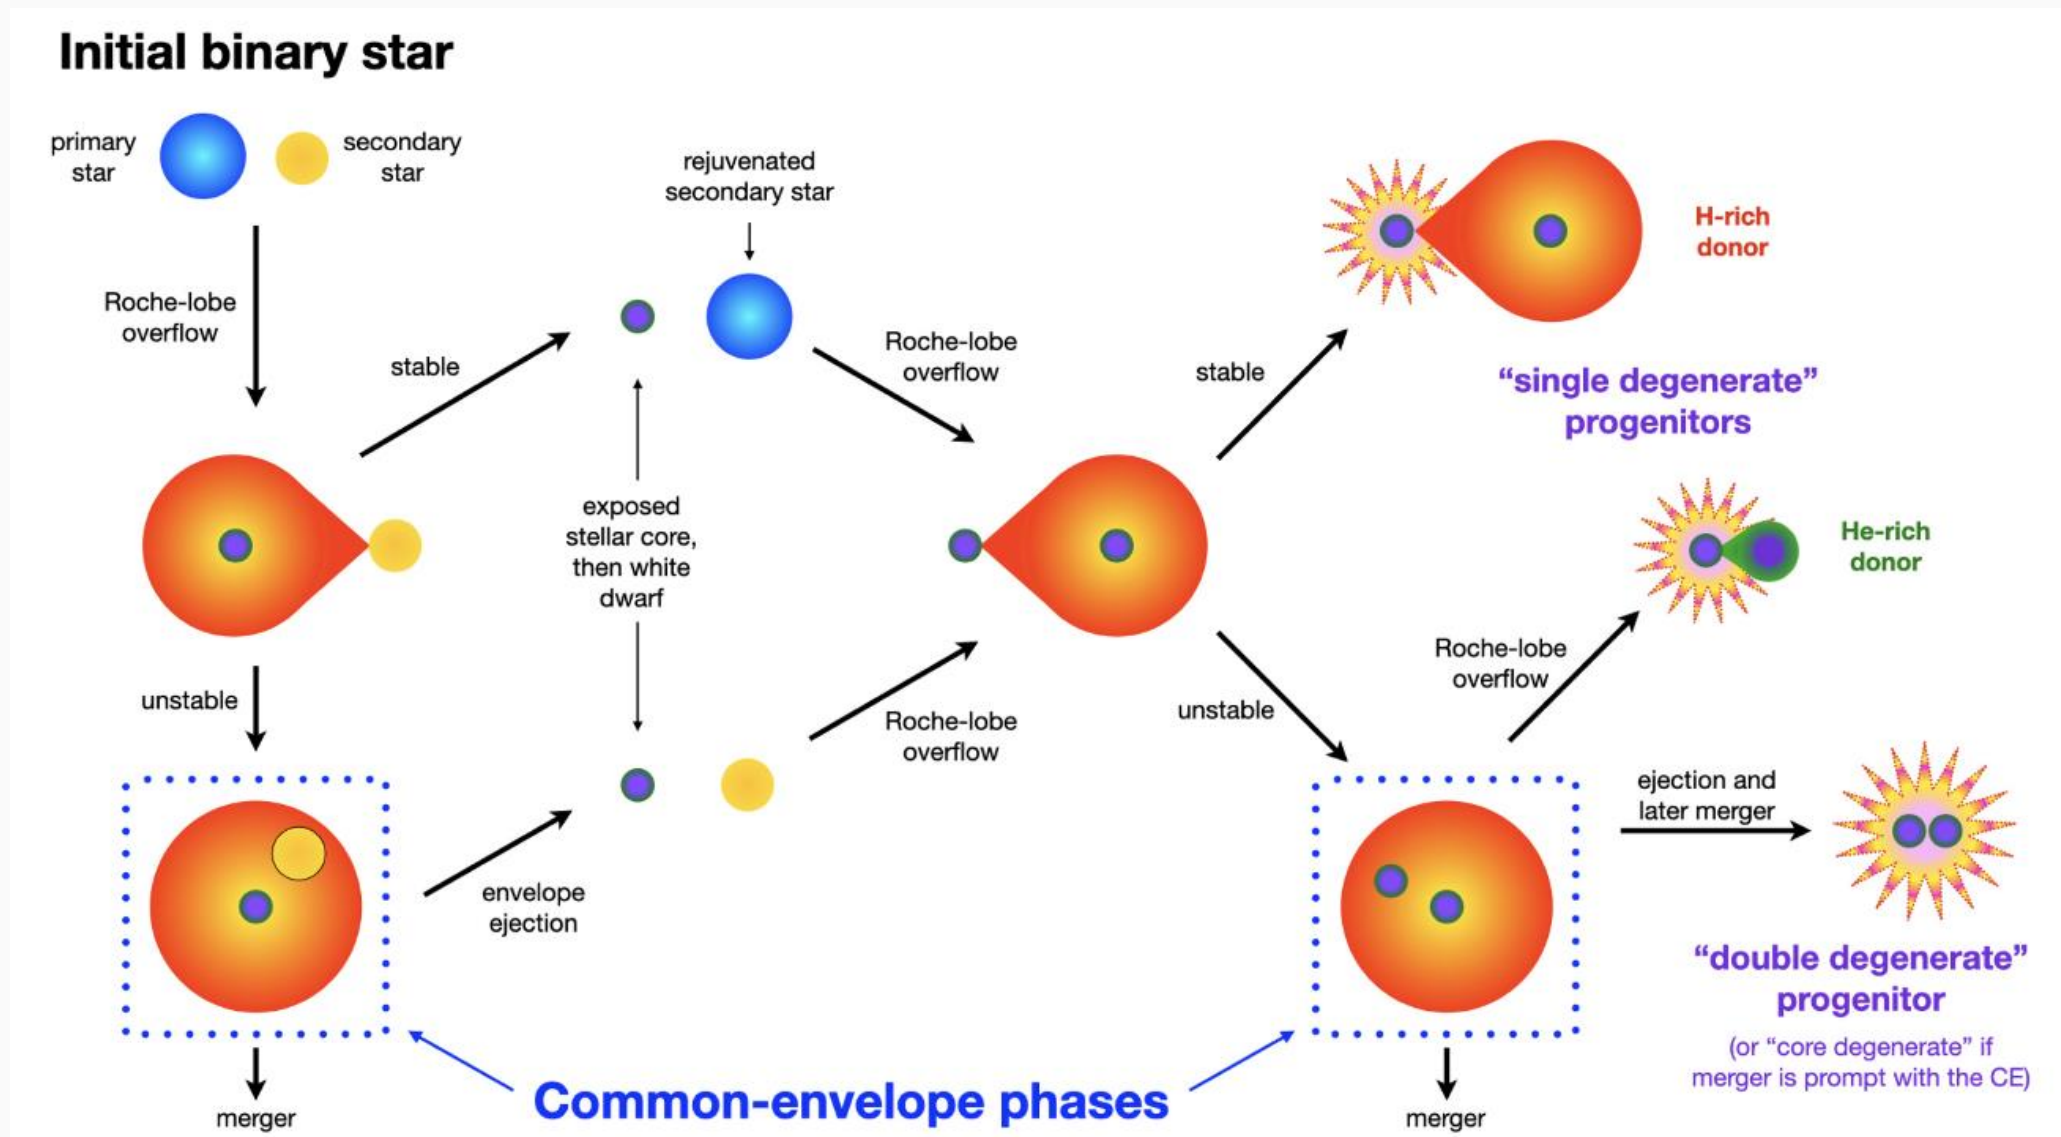 Initial binary star
primary
star
secondary
star
Roche-lobe
overflow
stable
unstable
merger
envelope
ejection
rejuvenated
secondary star
exposed
stellar core,
then white
dwarf
Roche-lobe
overflow
Roche-lobe
overflow
Common-envelope phases
stable
unstable
merger
H-rich
donor
“single degenerate”
progenitors
Roche-lobe
overflow
He-rich
donor
ejection and
later merger
“double degenerate”
progenitor
(or “core degenerate” if
merger is prompt with the CE)